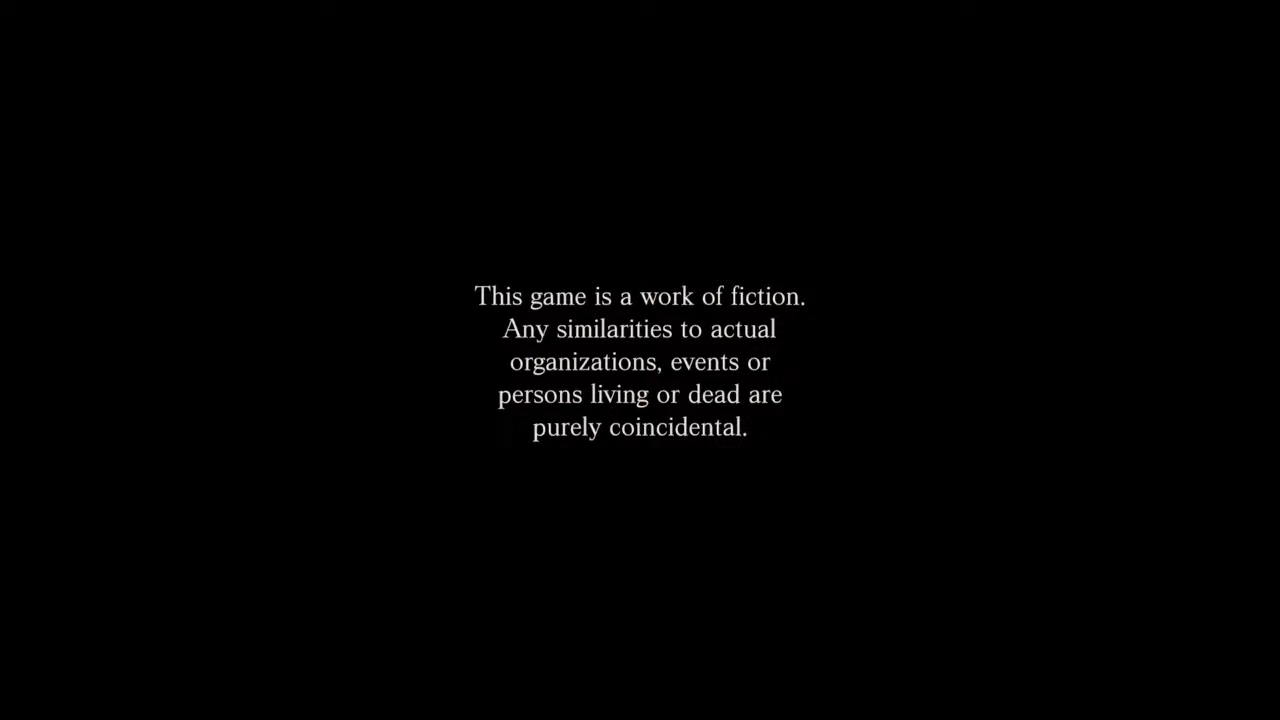 This game is a work of fiction.
Any similarities to actual
organizations, events or
persons living or dead are
purely coincidental.